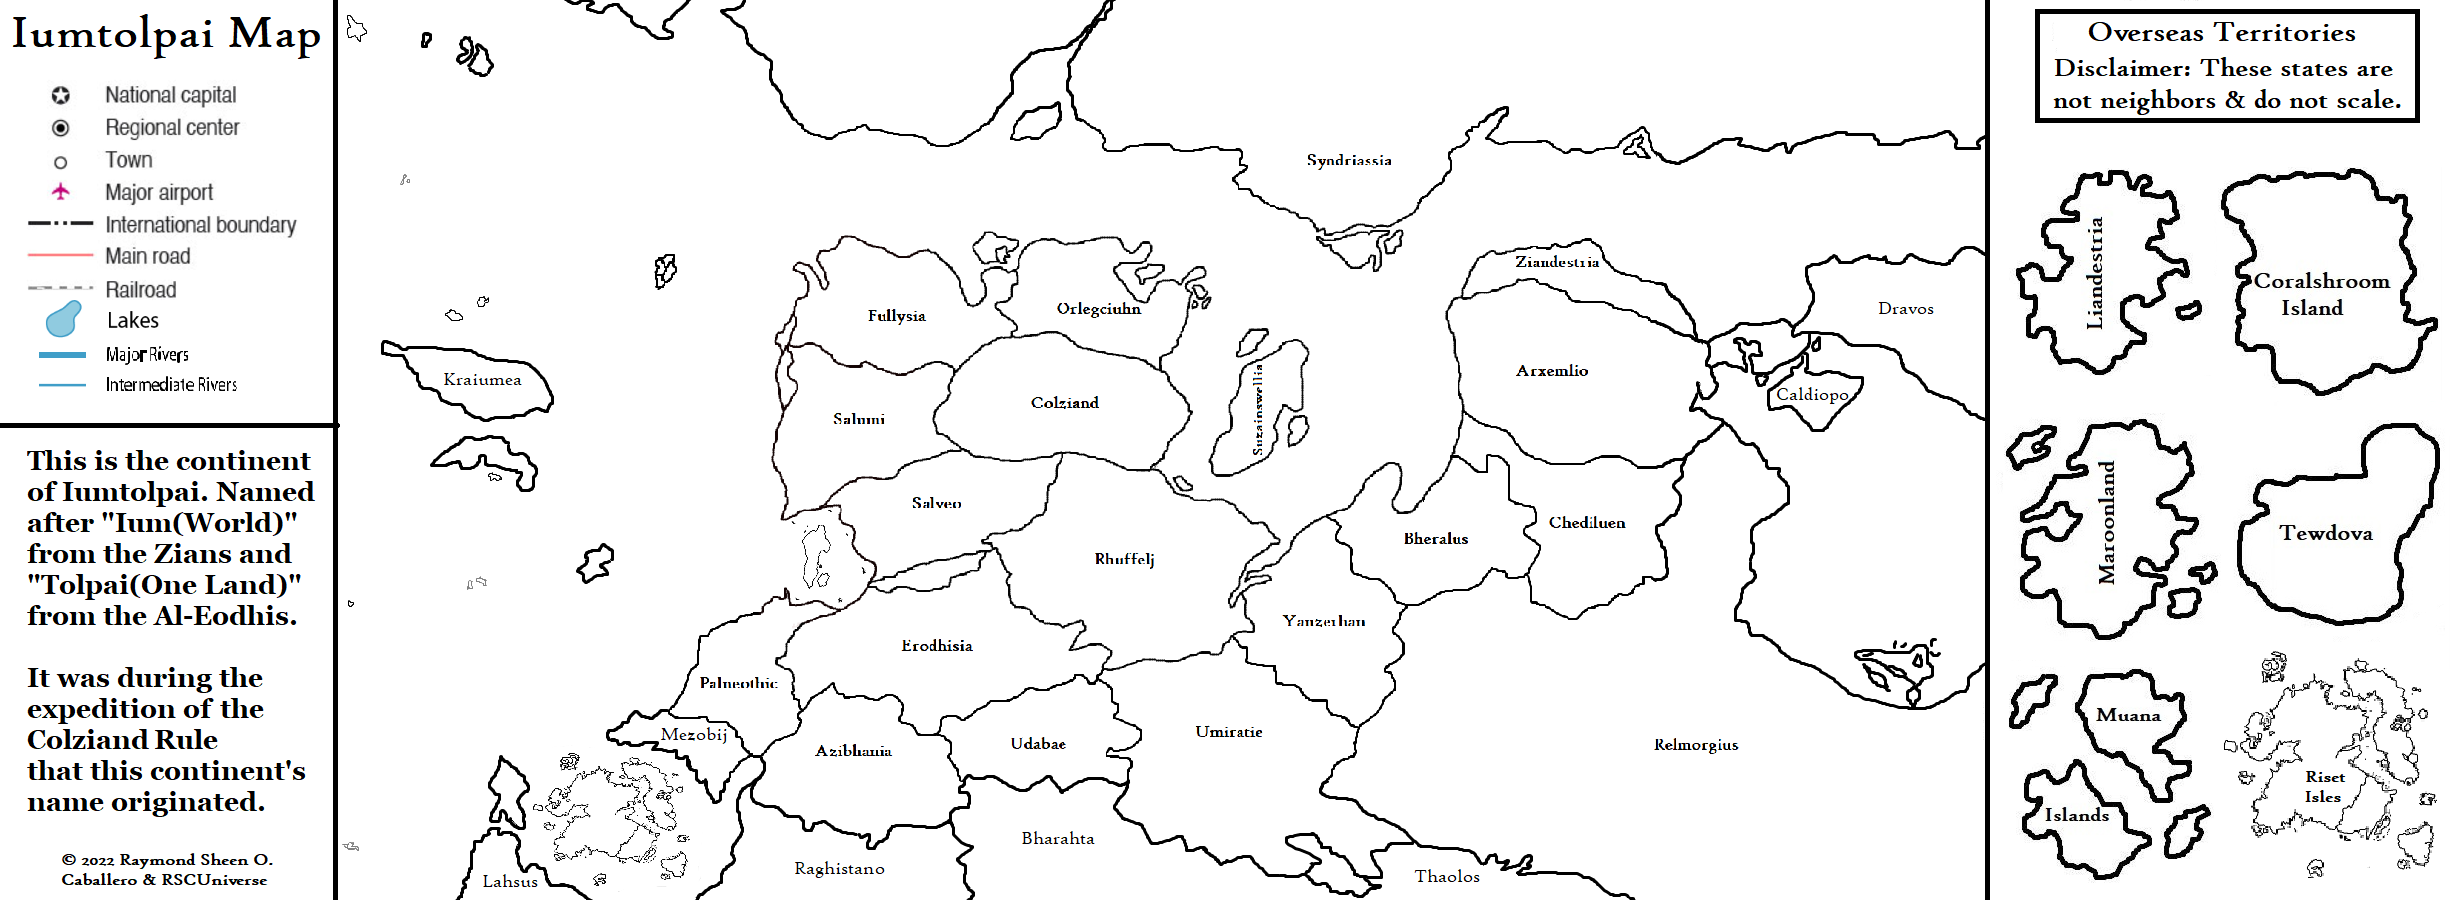 Iumtolpai Map
National capital
Regional center
Town
Major airport
International boundary
Main road
Railroad
Lakes
Major Rivers
Intermediate Rivers
This is the continent
of Iumtolpai. Named
after "Ium(World)"
from the Zians and
"Tolpai(One Land)"
from the Al-Eodhis.
It was during the
expedition of the
Colziand Rule
that this continent's
name originated.
© 2022 Raymond Sheen O.
Caballero & RSCUniverse
Syndriassia
Ziandestria
Fullysia
Orlegciuhn
Dravos
Kraiumea
Arxemlio
Caldiopo
Salunni
Colziand
Suzainswellia
Salveo
Rhuffelj
Bheralus
Chediluen
Yanzerhan
Erodhisia
Palneothic
Mezobij
Azibhania
Udabae
Umiratie
Relmorgius
Bharahta
Raghistano
Lahsus
Thaolos
Overseas Territories
Disclaimer: These states are
not neighbors & do not scale.
Liandestria
Coralshroom
Island
Maroonland
Tewdova
Muana
Islands
Riset
Isles